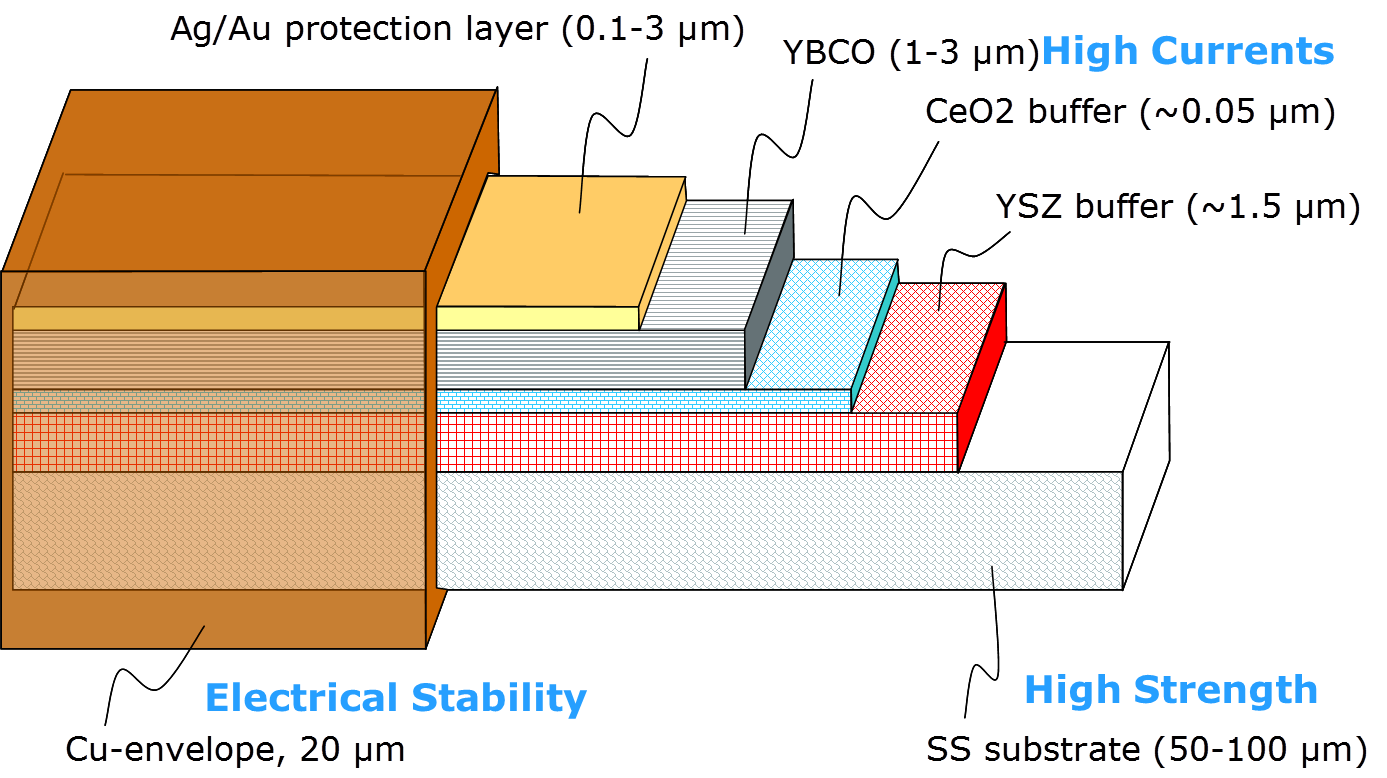 Ag/Au protection layer (0.1-3 µm)
YBCO (1-3 µm) High Currents
CeO2 buffer (~0.05 µm)
YSZ buffer (~1.5 µm)
Electrical Stability
High Strength
Cu-envelope, 20 µm
SS substrate (50-100 µm)